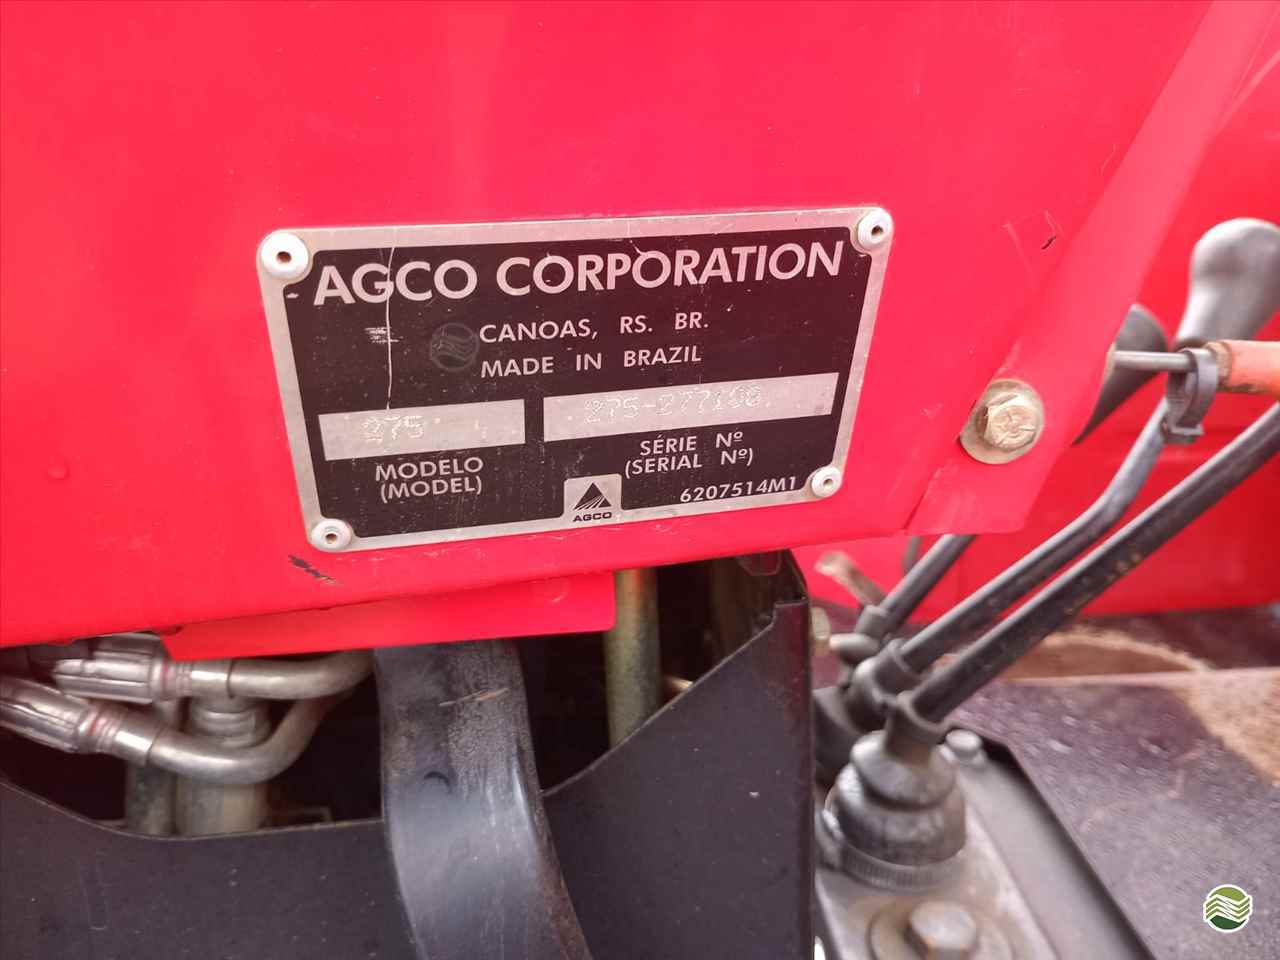 AGCO CORPORATION
CANOAS, RS. BR.
MADE IN BRAZIL
275
MODELO
(MODEL)
SÉRIE Nº
(SERIAL Nº)
AGCO
6207514M1